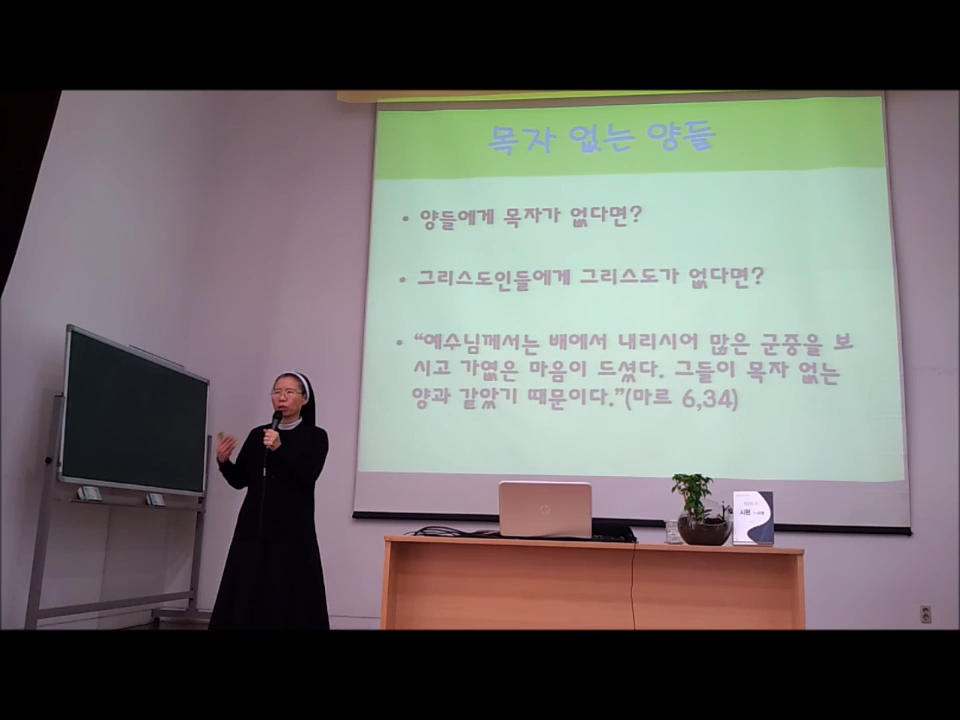 목자 없는 양들
• 양들에게 목자가 없다면?
• 그리스도인들에게 그리스도가 없다면?
• “예수님께서는 배에서 내리시어 많은 군중을 보
시고 가엾은 마음이 드셨다. 그들이 목자 없는
양과 같았기 때문이다.”(마르 6,34)
hp
시편